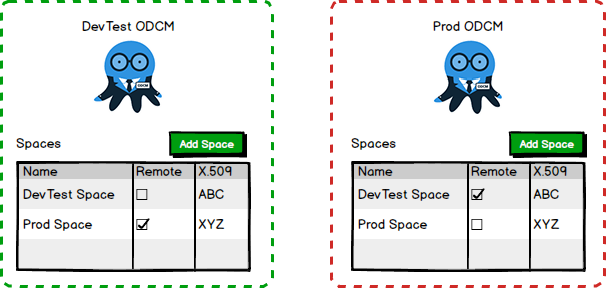 DevTest ODCM
ODCM
Spaces
Add Space
Name Remote X.509
DevTest Space ABC
Prod Space XYZ
Prod ODCM
ODCM
Spaces
Add Space
Name Remote X.509
DevTest Space ABC
Prod Space XYZ